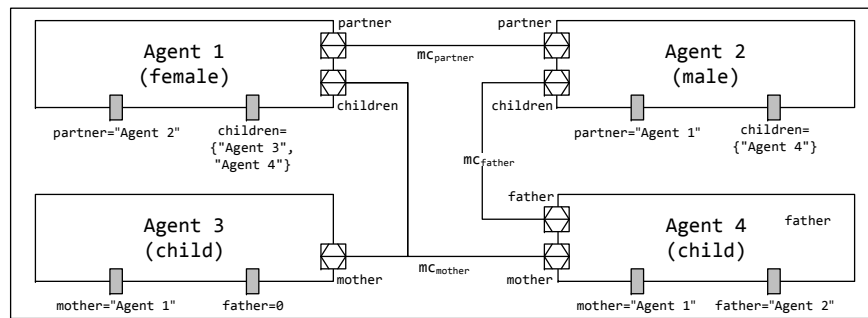 partner
partner
Agent 1
(female)
mcpartner
Agent 2
(male)
children
children
partner="Agent 2"
children=
{"Agent 3",
"Agent 4"}
partner="Agent 1"
children=
{"Agent 4"}
mcfather
father
Agent 3
(child)
Agent 4
(child)
father
mother
mcmother
mother
mother="Agent 1"
father=0
mother="Agent 1"
father="Agent 2"